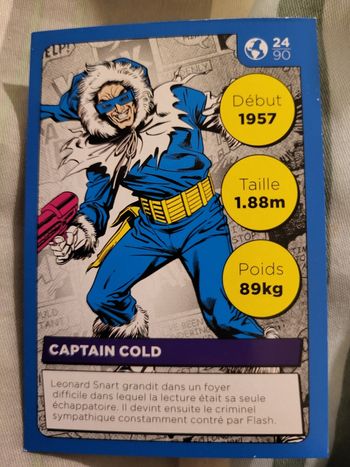 24
90
Début
1957
Taille
1.88m
Poids
89kg
CAPTAIN COLD
Leonard Snart grandit dans un foyer
difficile dans lequel la lecture était sa seule
échappatoire. Il devint ensuite le criminel
sympathique constamment contré par Flash.